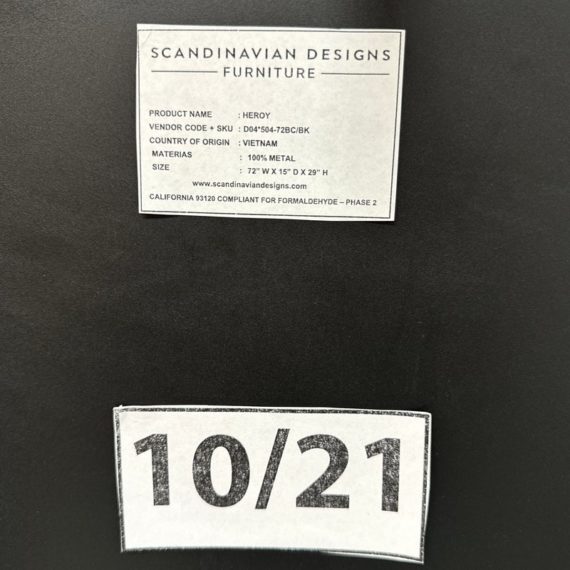 SCANDINAVIAN DESIGNS
FURNITURE
PRODUCT NAME : HEROY
VENDOR CODE + SKU : D04*504-72BC/BK
COUNTRY OF ORIGIN : VIETNAM
MATERIAS : 100% METAL
SIZE : 72" W X 15" D X 29" H
www.scandinaviandesigns.com
CALIFORNIA 93120 COMPLIANT FOR FORMALDEHYDE – PHASE 2
10/21